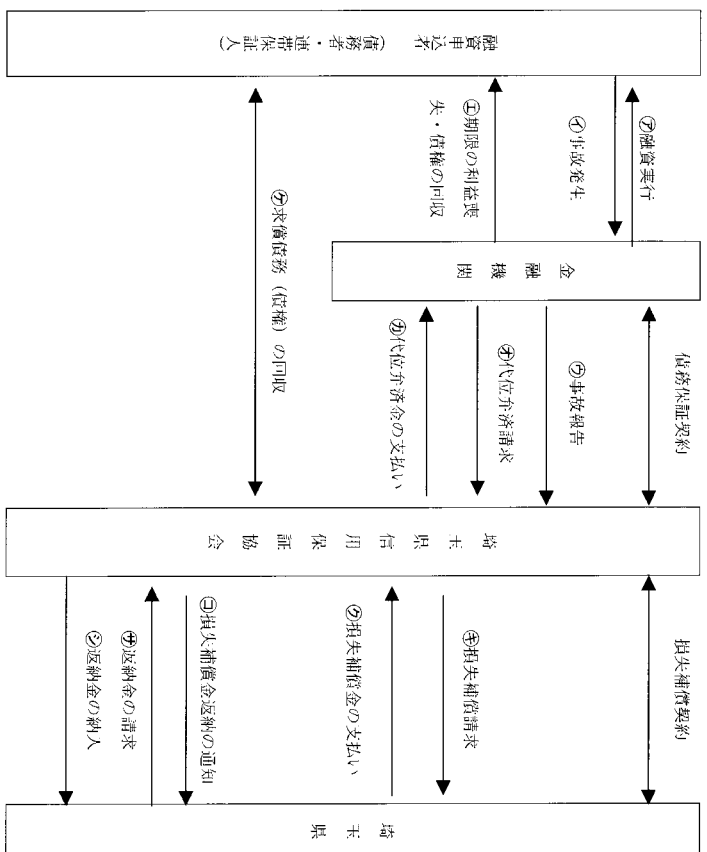 融資申込者（債務者・連帯保証人）
㋐融資実行
㋑事故発生
㋓期限の利益喪
失・債権の回収
㋘求償債務（債権）の回収
金融機関
債務保証契約
㋒事故報告
㋔代位弁済請求
㋕代位弁済金の支払い
埼玉県信用保証協会
損失補償契約
㋖損失補償請求
㋗損失補償金の支払い
㋙損失補償金返納の通知
㋚返納金の請求
㋛返納金の納入
埼玉県